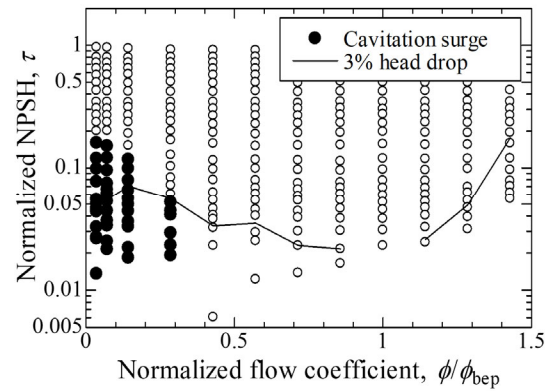 Normalized NPSH, τ
1
0.5
0.1
0.05
0.01
0.005
Cavitation surge
3% head drop
0 0.5 1 1.5
Normalized flow coefficient, ϕ/ϕbep